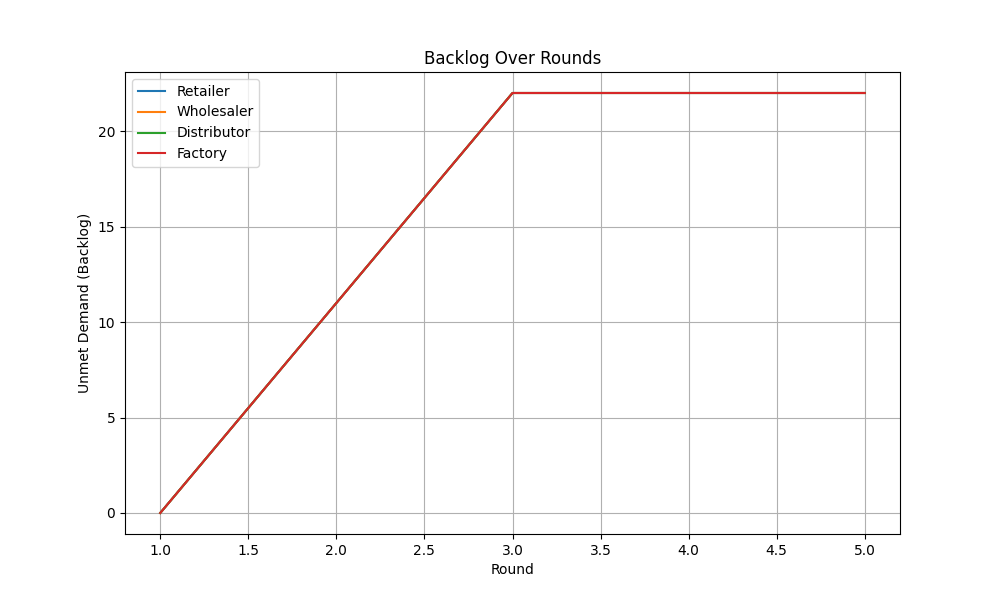 Backlog Over Rounds
Retailer
Wholesaler
Distributor
Factory
Unmet Demand (Backlog)
20
15
10
5
0
1.0 1.5 2.0 2.5 3.0 3.5 4.0 4.5 5.0
Round